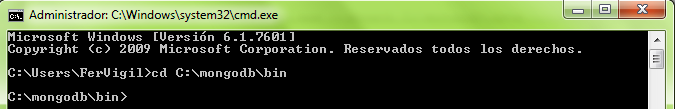 Administrador: C:\Windows\system32\cmd.exe
Microsoft Windows [Versión 6.1.7601]
Copyright (c) 2009 Microsoft Corporation. Reservados todos los derechos.
C:\Users\FerVigil>cd C:\mongodb\bin
C:\mongodb\bin>